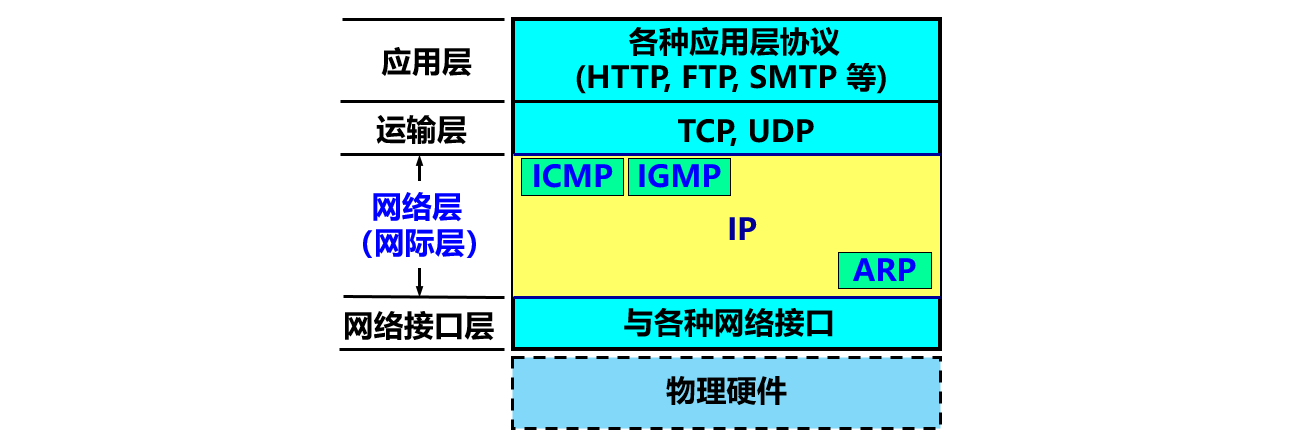 应用层
各种应用层协议
(HTTP, FTP, SMTP 等)
运输层
TCP, UDP
ICMP
IGMP
网络层
（网际层）
IP
ARP
网络接口层
与各种网络接口
物理硬件